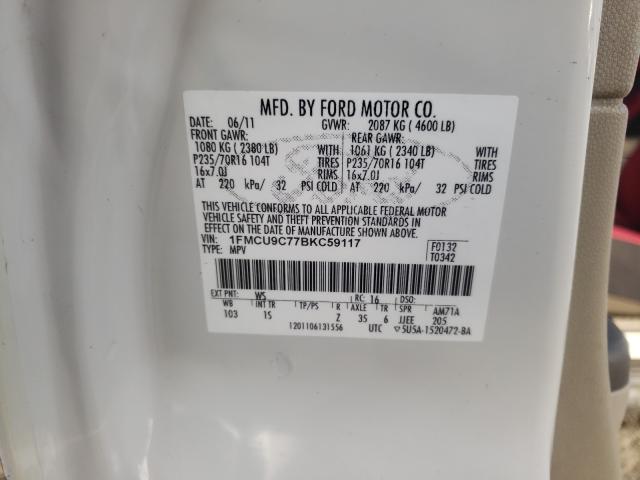 MFD. BY FORD MOTOR CO.
DATE: 06/11 GVWR: 2087 KG ( 4600 LB)
FRONT GAWR: REAR GAWR:
1080 KG ( 2380 LB) WITH 1061 KG ( 2340 LB) WITH
P235/70R16 104T TIRES P235/70R16 104T TIRES
16x7.0J RIMS 16x7.0J RIMS
AT 220 kPa/ 32 PSI COLD AT 220 kPa/ 32 PSI COLD
THIS VEHICLE CONFORMS TO ALL APPLICABLE FEDERAL MOTOR
VEHICLE SAFETY AND THEFT PREVENTION STANDARDS IN
EFFECT ON THE DATE OF MANUFACTURE SHOWN ABOVE.
VIN: 1FMCU9C77BKC59117 F0132
TYPE: MPV T0342
EXT PNT: WS RC: 16 DSO:
WB INT TR TP/PS R AXLE TR SPR AM71A
103 1S Z 35 6 JJEE 205
1201106131556 UTC ▽5U5A-1520472-BA